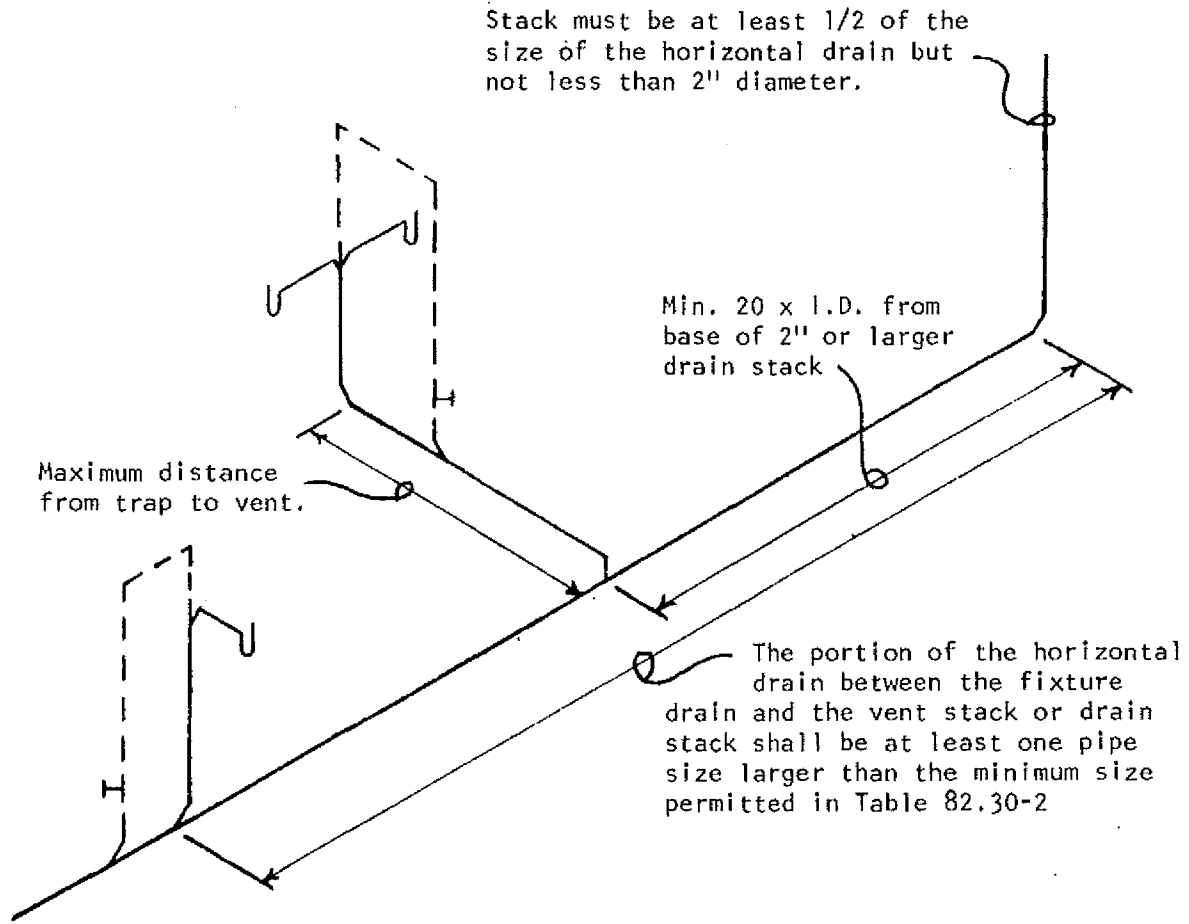 Stack must be at least 1/2 of the
size of the horizontal drain but
not less than 2" diameter.
Min. 20 x I.D. from
base of 2" or larger
drain stack
Maximum distance
from trap to vent.
The portion of the horizontal
drain between the fixture
drain and the vent stack or drain
stack shall be at least one pipe
size larger than the minimum size
permitted in Table 82.30-2